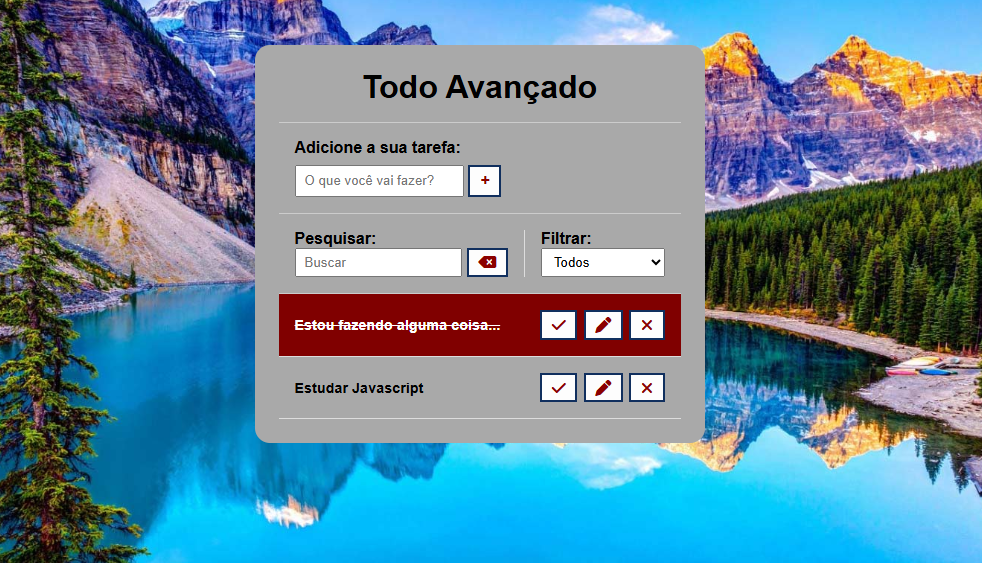 Todo Avançado
Adicione a sua tarefa:
O que você vai fazer?
+
Pesquisar:
Filtrar:
Buscar
Todos
Estou fazendo alguma coisa...
Estudar Javascript